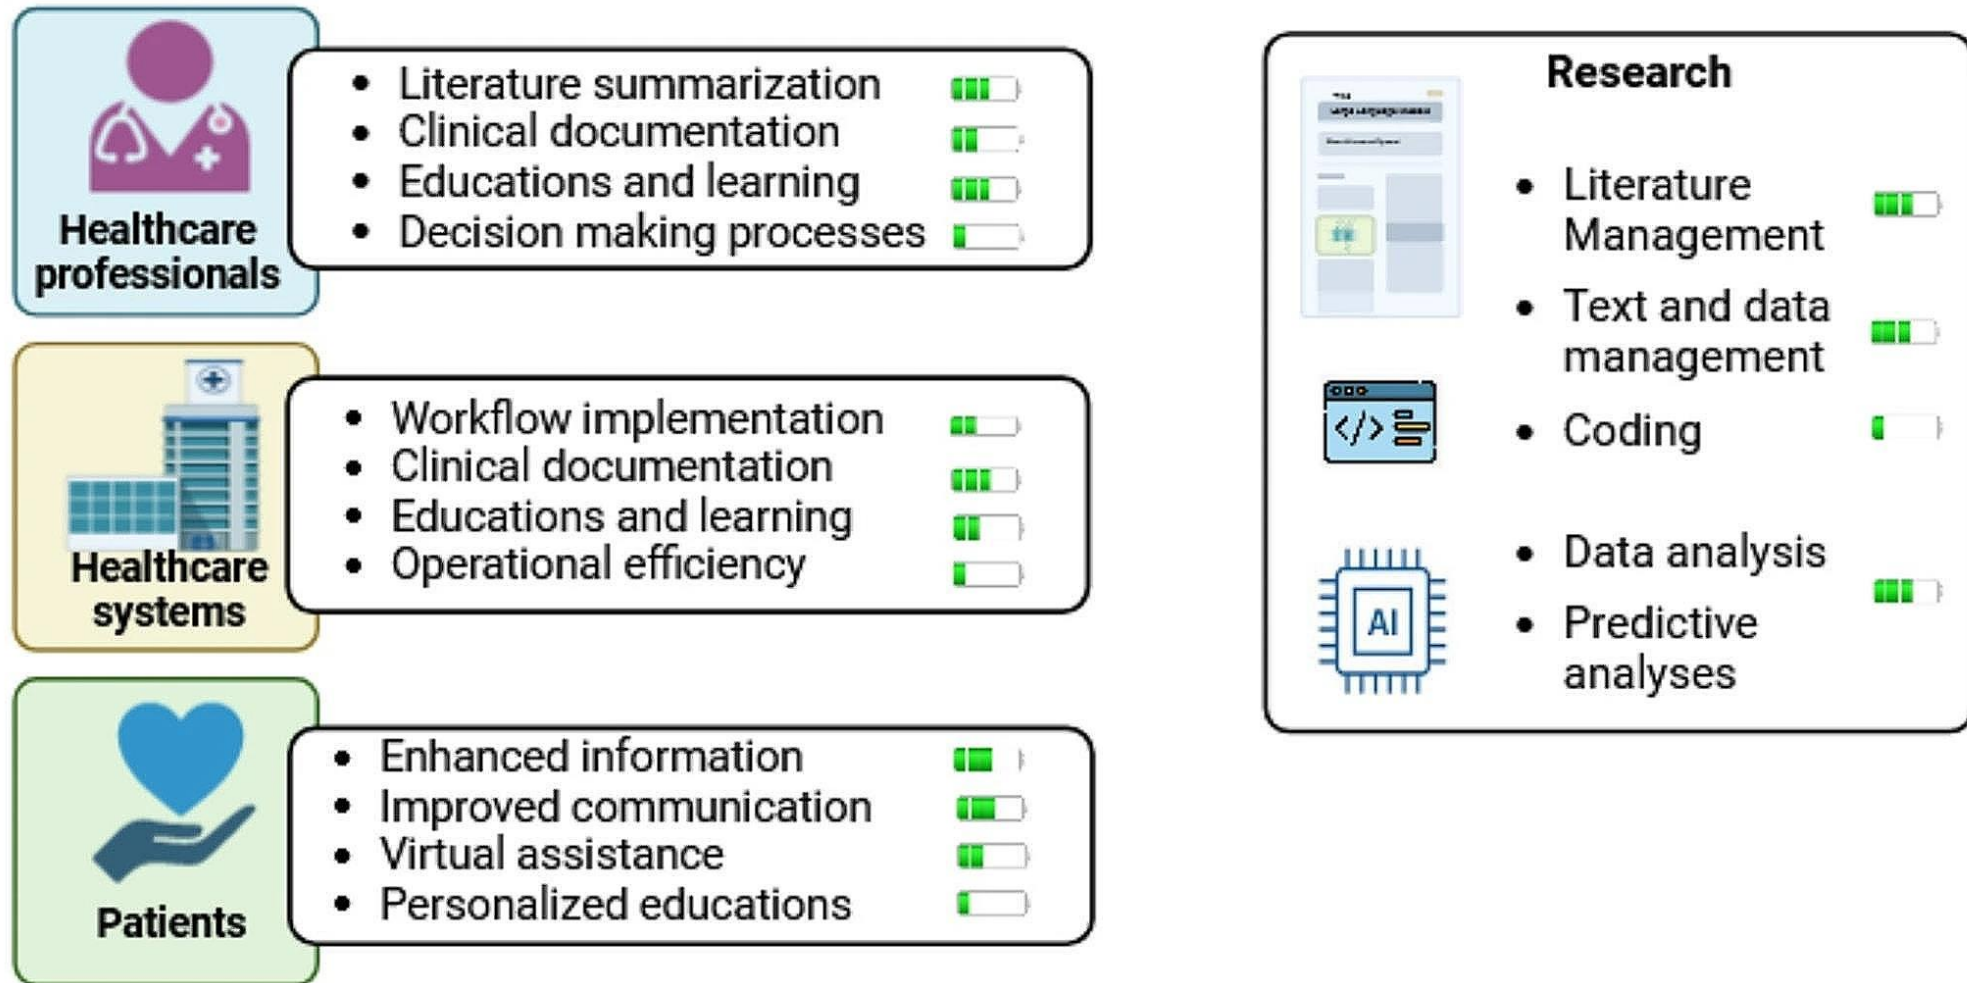 Healthcare
professionals
• Literature summarization
• Clinical documentation
• Educations and learning
• Decision making processes
Healthcare
systems
• Workflow implementation
• Clinical documentation
• Educations and learning
• Operational efficiency
Patients
• Enhanced information
• Improved communication
• Virtual assistance
• Personalized educations
Research
• Literature
Management
• Text and data
management
</>
• Coding
AI
• Data analysis
• Predictive
analyses